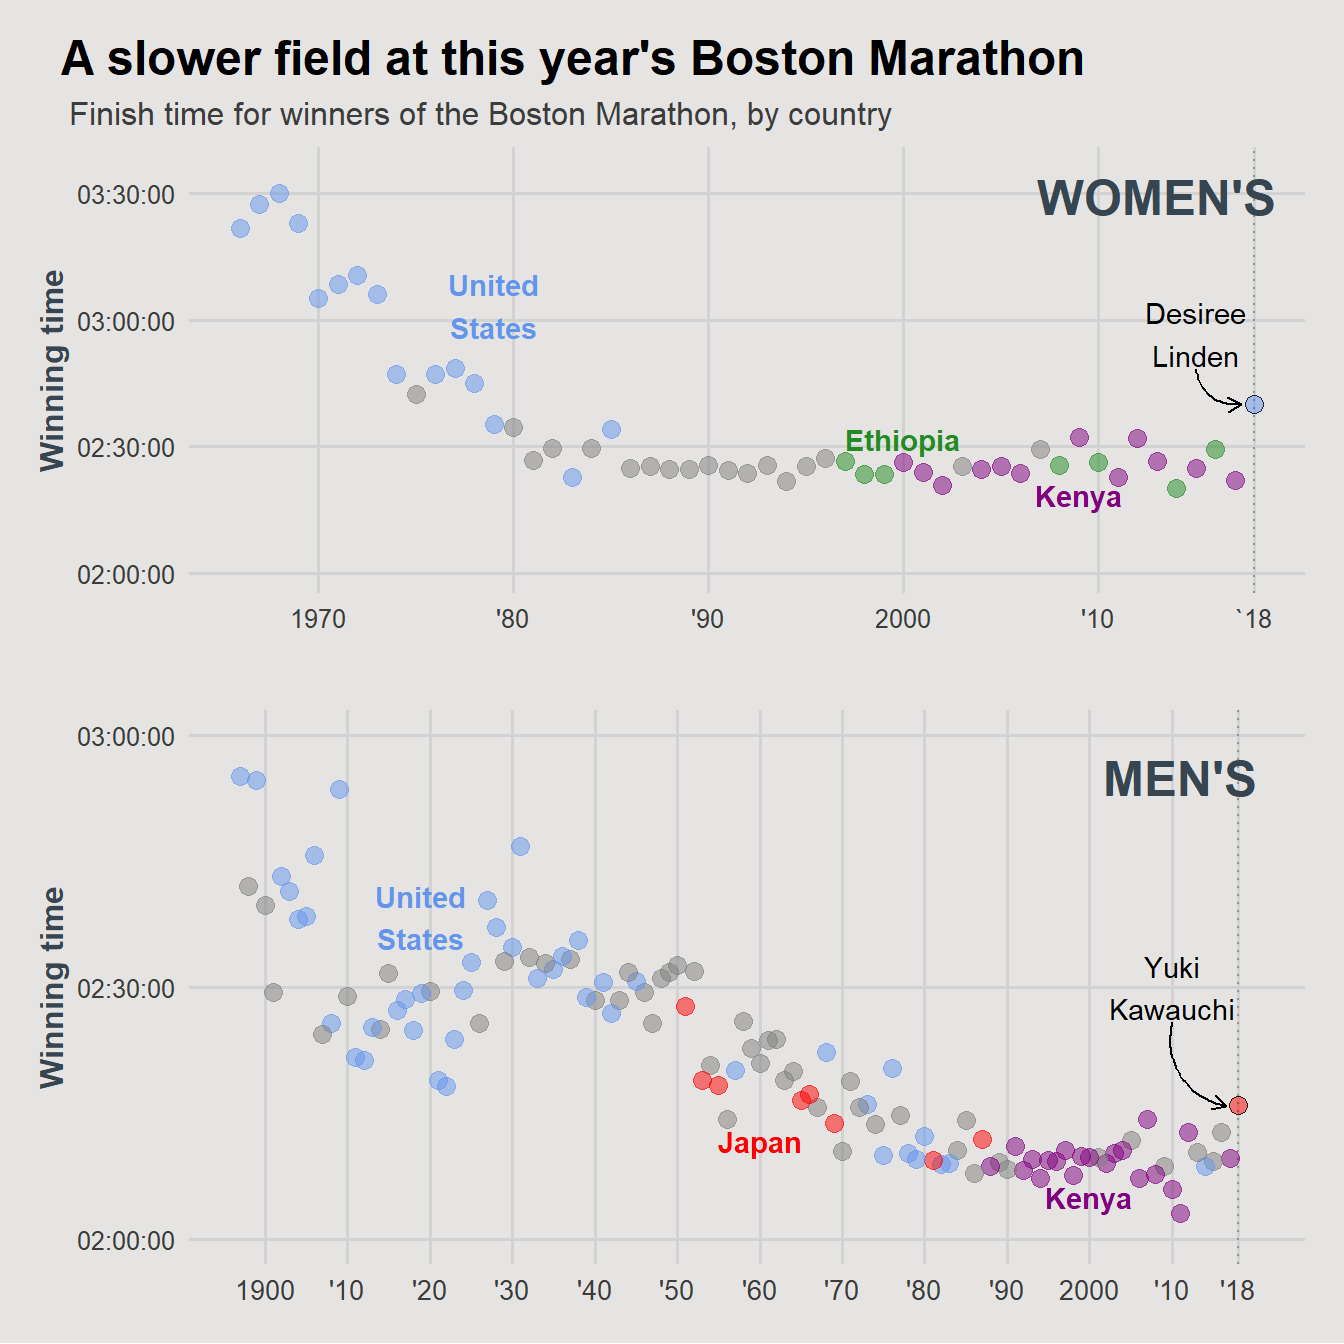 A slower field at this year's Boston Marathon
Finish time for winners of the Boston Marathon, by country
WOMEN'S
Winning time
03:30:00
03:00:00
02:30:00
02:00:00
United
States
Ethiopia
Kenya
Desiree
Linden
1970 '80 '90 2000 '10 `18
MEN'S
Winning time
03:00:00
02:30:00
02:00:00
United
States
Japan
Kenya
Yuki
Kawauchi
1900 '10 '20 '30 '40 '50 '60 '70 '80 '90 2000 '10 '18